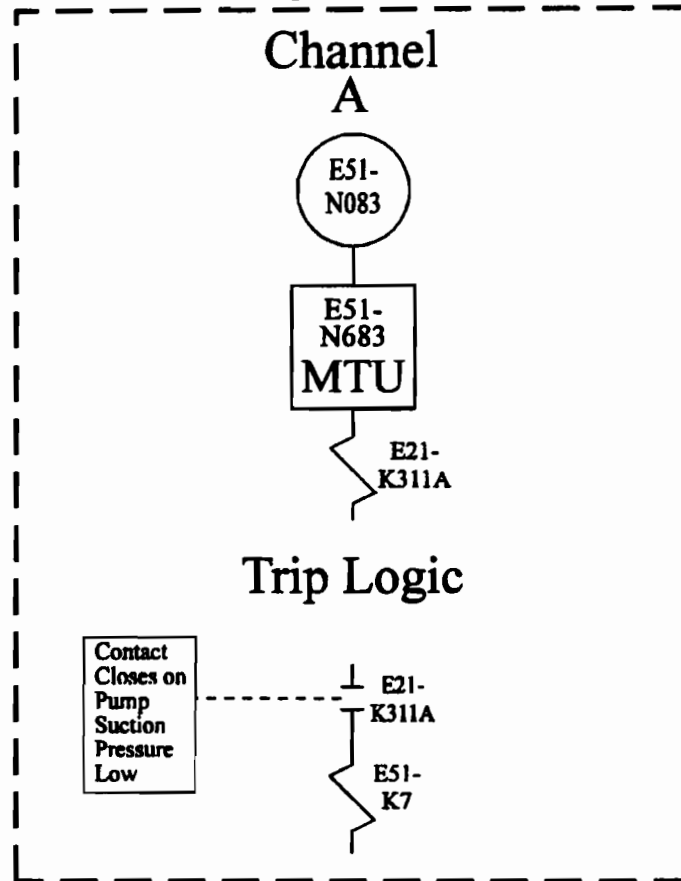 Channel
A
E51-
N083
E51-
N683
MTU
E21-
K311A
Trip Logic
Contact
Closes on
Pump
Suction
Pressure
Low
E21-
K311A
E51-
K7